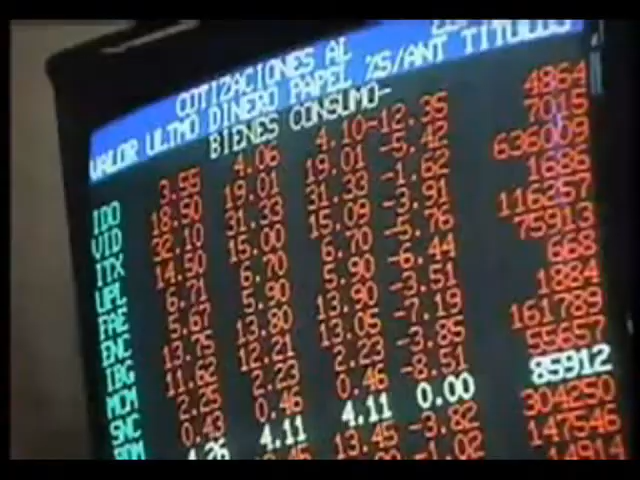 COTIZACIONES AL
VALOR ULTMO DINERO PAPEL %S/ANT TITULOS
BIENES CONSUMO-
IDO 3.55 4.06 4.10-12.35 4864
VID 18.90 19.01 19.01 -5.42 7015
ITX 32.10 31.33 31.33 -1.62 636009
UPL 14.50 15.00 15.09 -3.91 1686
FAE 6.71 6.70 6.70 -5.76 116257
ENC 5.67 5.90 5.90 -6.44 75913
IBG 13.75 13.80 13.90 -3.51 668
MCM 11.62 12.21 13.05 -7.19 1884
SNC 2.25 2.23 2.23 -3.85 161789
0.43 0.46 0.46 -8.51 55657
4.26 4.11 4.11 0.00 85912
13.45 -3.82 304250
-1.02 147546
14914